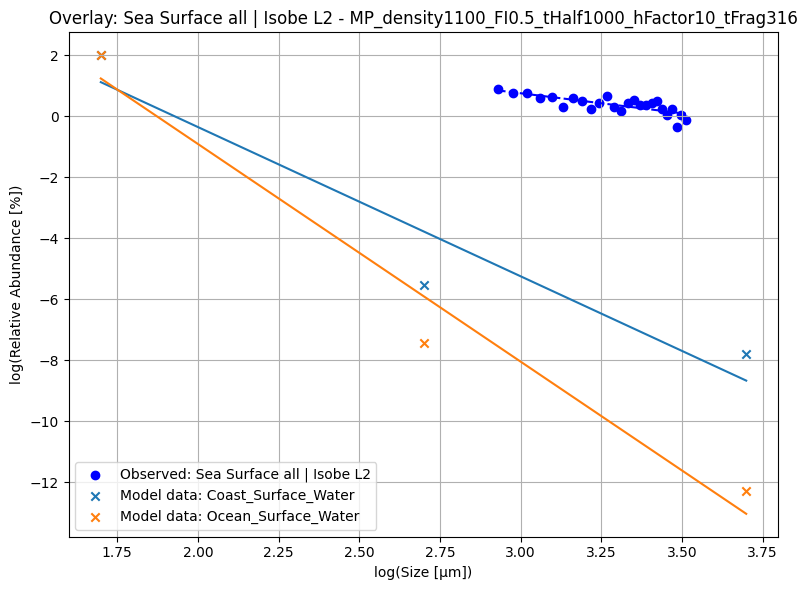 Overlay: Sea Surface all | Isobe L2 - MP_density1100_FI0.5_tHalf1000_hFactor10_tFrag316
log(Relative Abundance [%])
2
0
−2
−4
−6
−8
−10
−12
Observed: Sea Surface all | Isobe L2
Model data: Coast_Surface_Water
Model data: Ocean_Surface_Water
1.75 2.00 2.25 2.50 2.75 3.00 3.25 3.50 3.75
log(Size [μm])